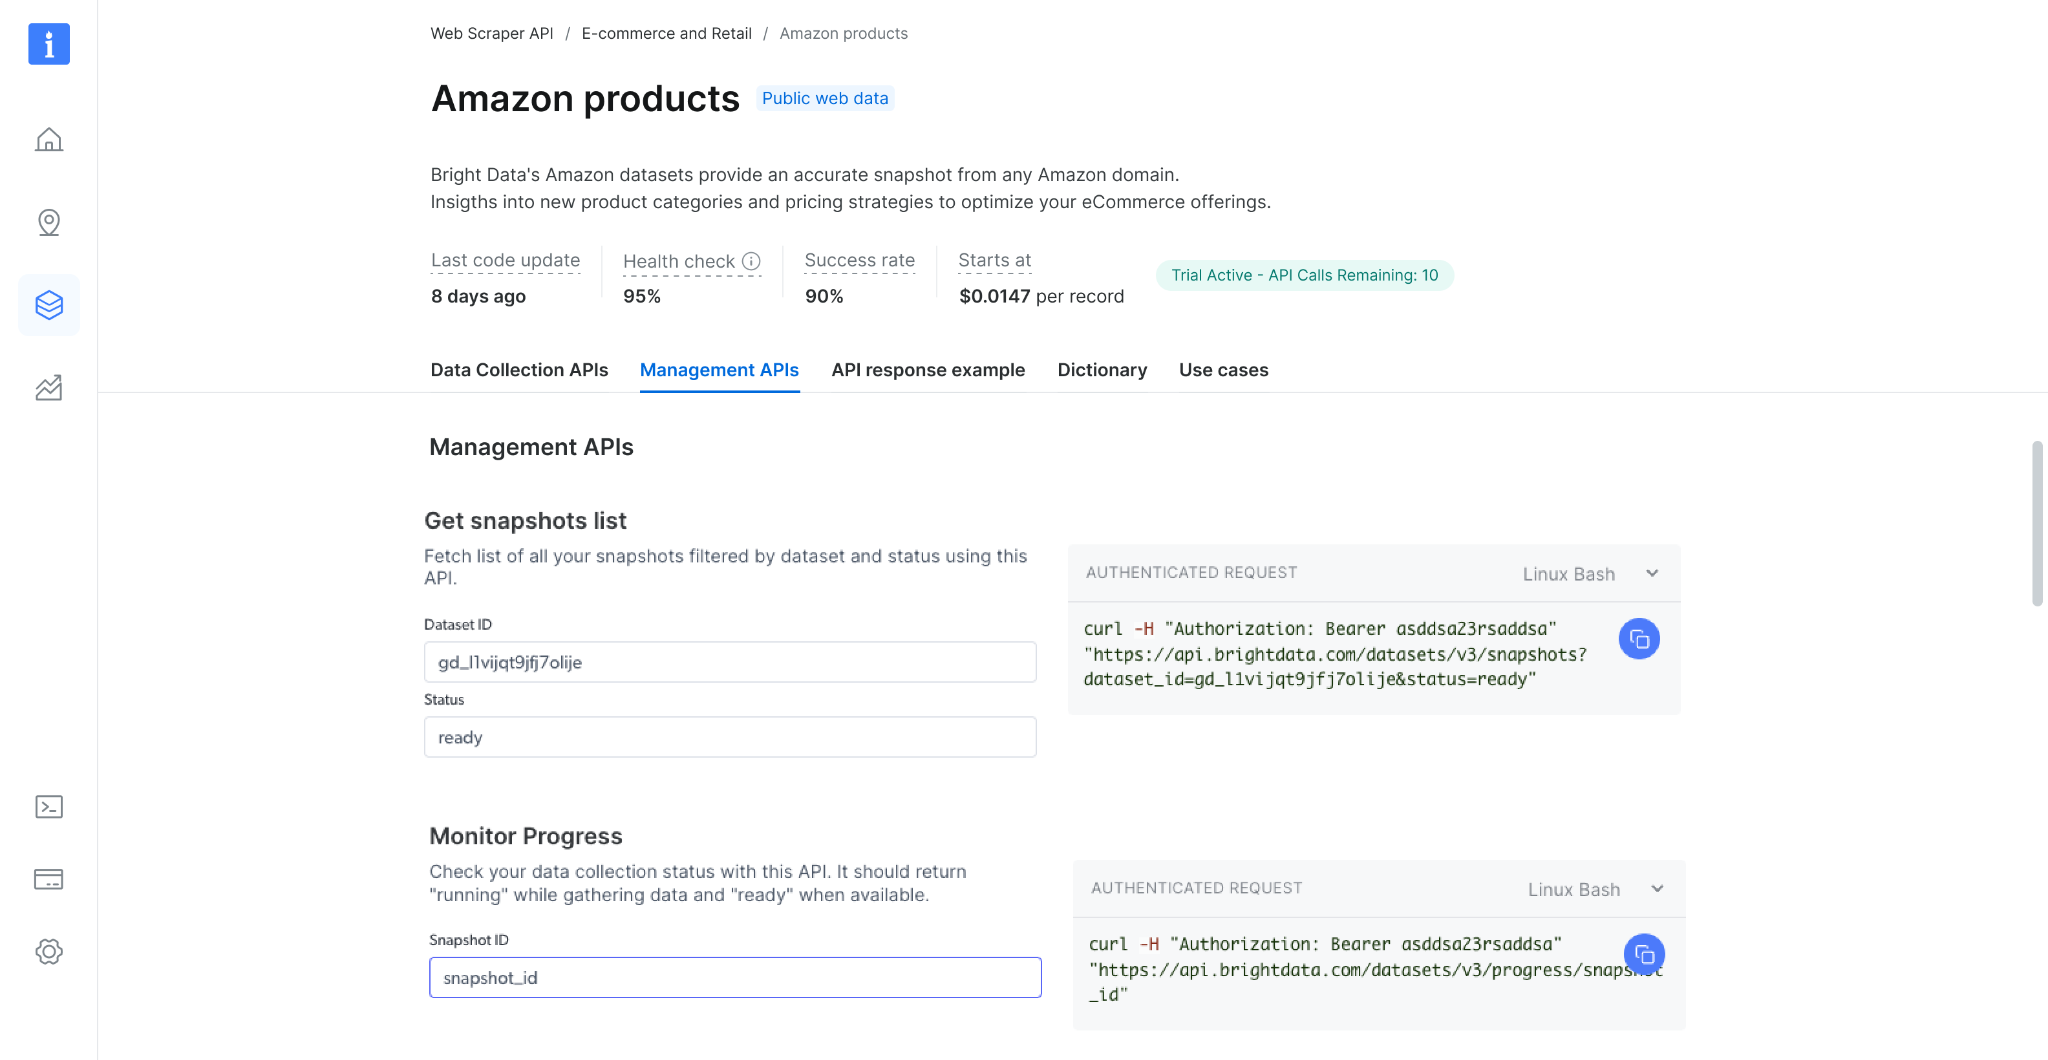 Web Scraper API / E-commerce and Retail / Amazon products
Amazon products
Public web data
Bright Data's Amazon datasets provide an accurate snapshot from any Amazon domain.
Insigths into new product categories and pricing strategies to optimize your eCommerce offerings.
Last code update
8 days ago
Health check
95%
Success rate
90%
Starts at
$0.0147 per record
Trial Active - API Calls Remaining: 10
Data Collection APIs
Management APIs
API response example
Dictionary
Use cases
Management APIs
Get snapshots list
Fetch list of all your snapshots filtered by dataset and status using this
API.
Dataset ID
gd_l1vijqt9jfj7olije
Status
ready
AUTHENTICATED REQUEST
Linux Bash
curl -H "Authorization: Bearer asddsa23rsaddsa"
"https://api.brightdata.com/datasets/v3/snapshots?
dataset_id=gd_l1vijqt9jfj7olije&status=ready"
Monitor Progress
Check your data collection status with this API. It should return
"running" while gathering data and "ready" when available.
Snapshot ID
snapshot_id
AUTHENTICATED REQUEST
Linux Bash
curl -H "Authorization: Bearer asddsa23rsaddsa"
"https://api.brightdata.com/datasets/v3/progress/snapshot
_id"